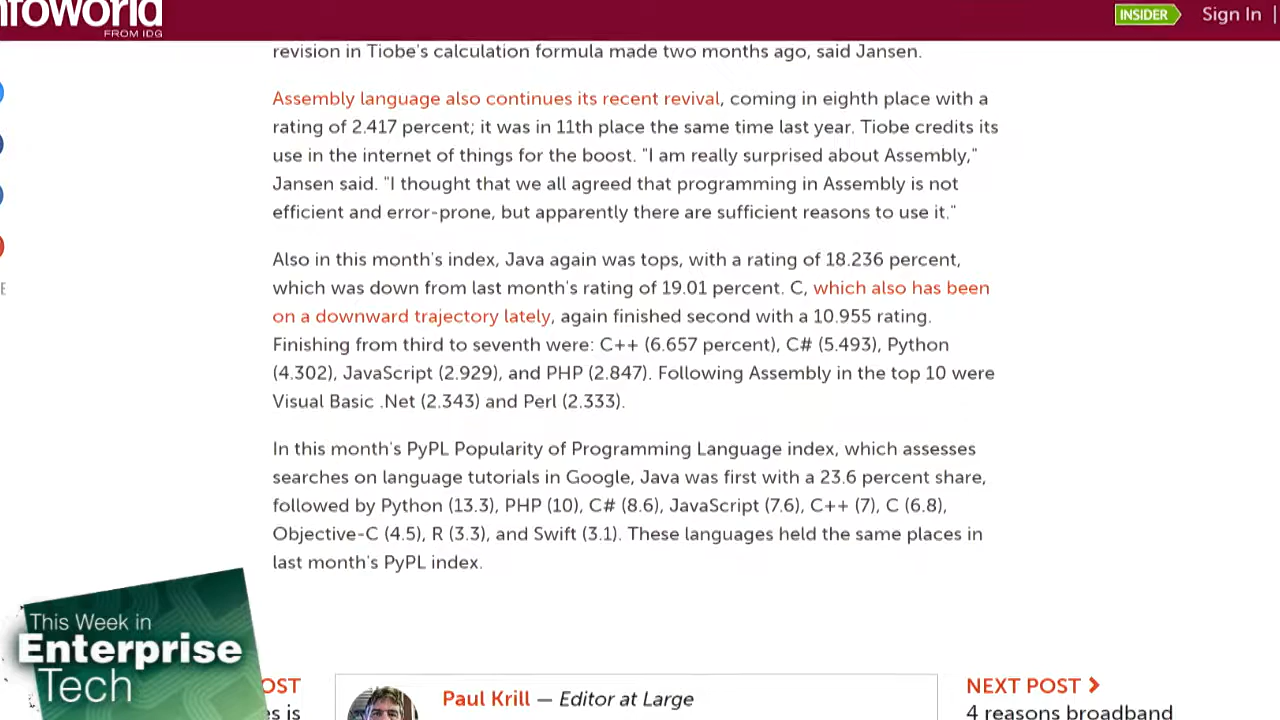 FROM IDG
INSIDER
Sign In
revision in Tiobe's calculation formula made two months ago, said Jansen.
Assembly language also continues its recent revival, coming in eighth place with a
rating of 2.417 percent; it was in 11th place the same time last year. Tiobe credits its
use in the internet of things for the boost. "I am really surprised about Assembly,"
Jansen said. "I thought that we all agreed that programming in Assembly is not
efficient and error-prone, but apparently there are sufficient reasons to use it."
Also in this month's index, Java again was tops, with a rating of 18.236 percent,
which was down from last month's rating of 19.01 percent. C, which also has been
on a downward trajectory lately, again finished second with a 10.955 rating.
Finishing from third to seventh were: C++ (6.657 percent), C# (5.493), Python
(4.302), JavaScript (2.929), and PHP (2.847). Following Assembly in the top 10 were
Visual Basic .Net (2.343) and Perl (2.333).
In this month's PyPL Popularity of Programming Language index, which assesses
searches on language tutorials in Google, Java was first with a 23.6 percent share,
followed by Python (13.3), PHP (10), C# (8.6), JavaScript (7.6), C++ (7), C (6.8),
Objective-C (4.5), R (3.3), and Swift (3.1). These languages held the same places in
last month's PyPL index.
This Week in
Enterprise
Tech
Paul Krill — Editor at Large
NEXT POST
4 reasons broadband